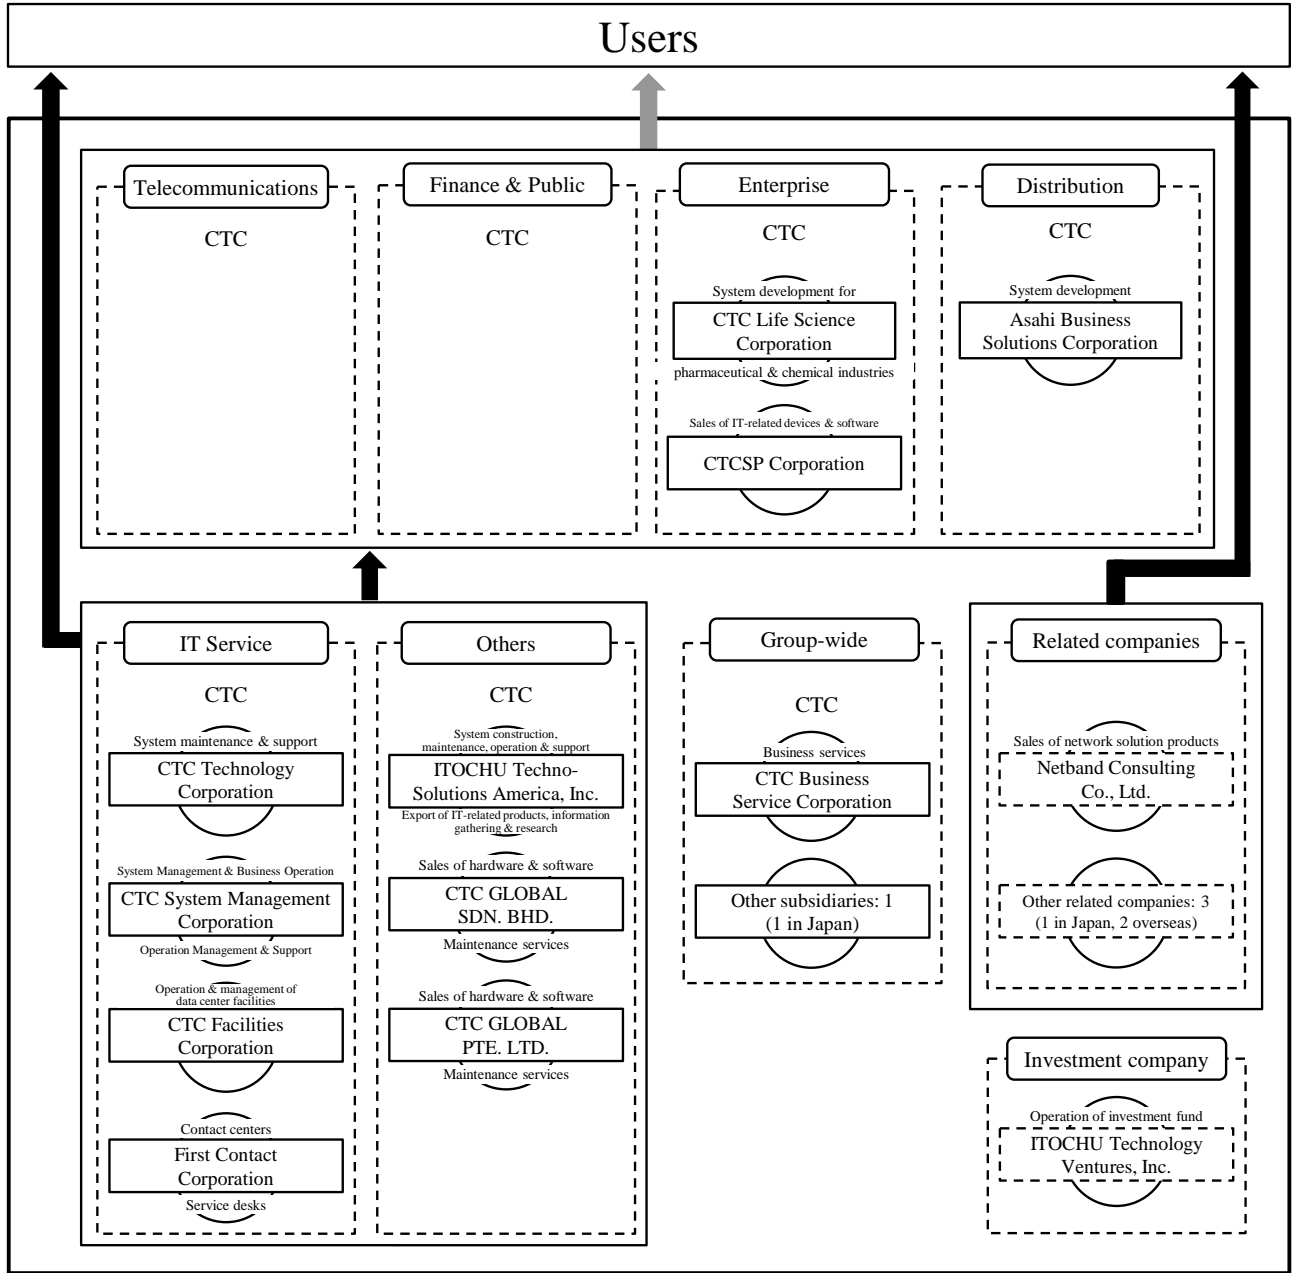 Users
Telecommunications
CTC
Finance & Public
CTC
Enterprise
CTC
System development for
CTC Life Science
Corporation
pharmaceutical & chemical industries
Sales of IT-related devices & software
CTCSP Corporation
Distribution
CTC
System development
Asahi Business
Solutions Corporation
IT Service
CTC
System maintenance & support
CTC Technology
Corporation
System Management & Business Operation
CTC System Management
Corporation
Operation Management & Support
Operation & management of
data center facilities
CTC Facilities
Corporation
Contact centers
First Contact
Corporation
Service desks
Others
CTC
System construction,
maintenance, operation & support
ITOCHU Techno-
Solutions America, Inc.
Export of IT-related products, information
gathering & research
Sales of hardware & software
CTC GLOBAL
SDN. BHD.
Maintenance services
Sales of hardware & software
CTC GLOBAL
PTE. LTD.
Maintenance services
Group-wide
CTC
Business services
CTC Business
Service Corporation
Other subsidiaries: 1
(1 in Japan)
Related companies
Sales of network solution products
Netband Consulting
Co., Ltd.
Other related companies: 3
(1 in Japan, 2 overseas)
Investment company
Operation of investment fund
ITOCHU Technology
Ventures, Inc.